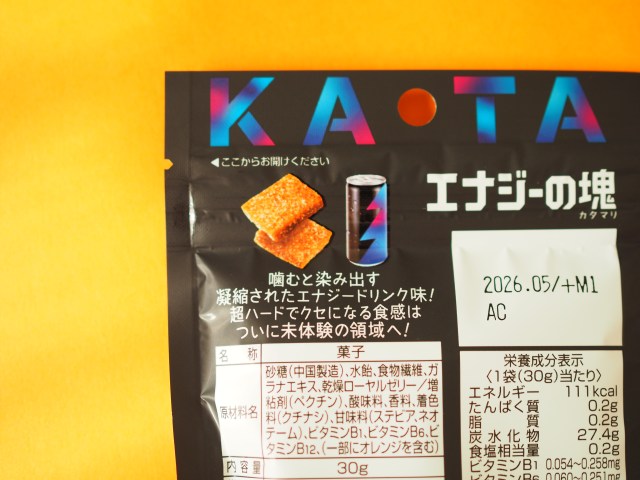 KA・TA
◀ここからお開けください
エナジーの塊
カタマリ
噛むと染み出す
凝縮されたエナジードリンク味!
超ハードでクセになる食感は
ついに未体験の領域へ!
2026.05/+M1
AC
名 称 菓子
原材料名 砂糖(中国製造)、水飴、食物繊維、ガ
ラナエキス、乾燥ローヤルゼリー/増
粘剤(ペクチン)、酸味料、香料、着色
料(クチナシ)、甘味料(ステビア、ネオ
テーム)、ビタミンB1、ビタミンB6、ビ
タミンB12、(一部にオレンジを含む)
内容量 30g
栄養成分表示
〈1袋(30g)当たり〉
エネルギー 111kcal
たんぱく質 0.2g
脂質 0.2g
炭水化物 27.4g
食塩相当量 0.2g
ビタミンB1 0.054~0.258mg
ビタミンB6 0.060~0.251mg